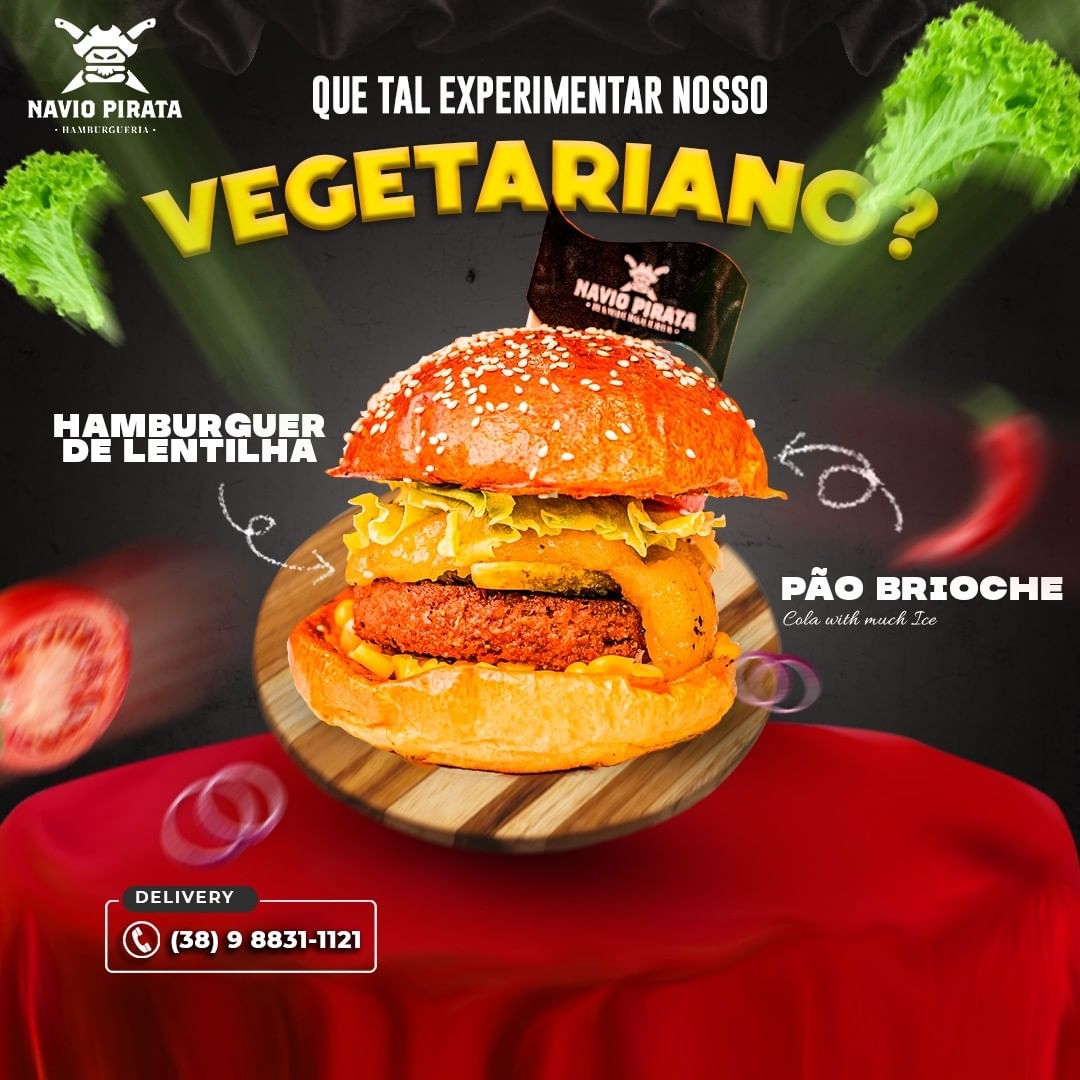 NAVIO PIRATA
• HAMBURGUERIA •
QUE TAL EXPERIMENTAR NOSSO
VEGETARIANO?
NAVIO PIRATA
HAMBURGUER
DE LENTILHA
PÃO BRIOCHE
Cola with much Ice
DELIVERY
(38) 9 8831-1121